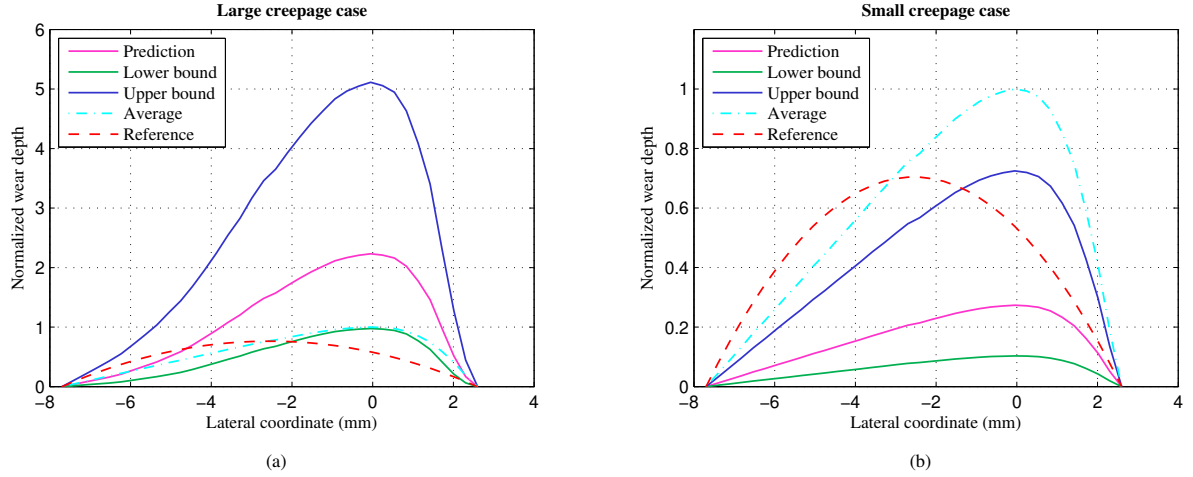 Large creepage case
6
5
4
3
2
1
0
Normalized wear depth
Prediction
Lower bound
Upper bound
Average
Reference
−8 −6 −4 −2 0 2 4
Lateral coordinate (mm)
(a)
Small creepage case
1
0.8
0.6
0.4
0.2
0
Normalized wear depth
Prediction
Lower bound
Upper bound
Average
Reference
−8 −6 −4 −2 0 2 4
Lateral coordinate (mm)
(b)